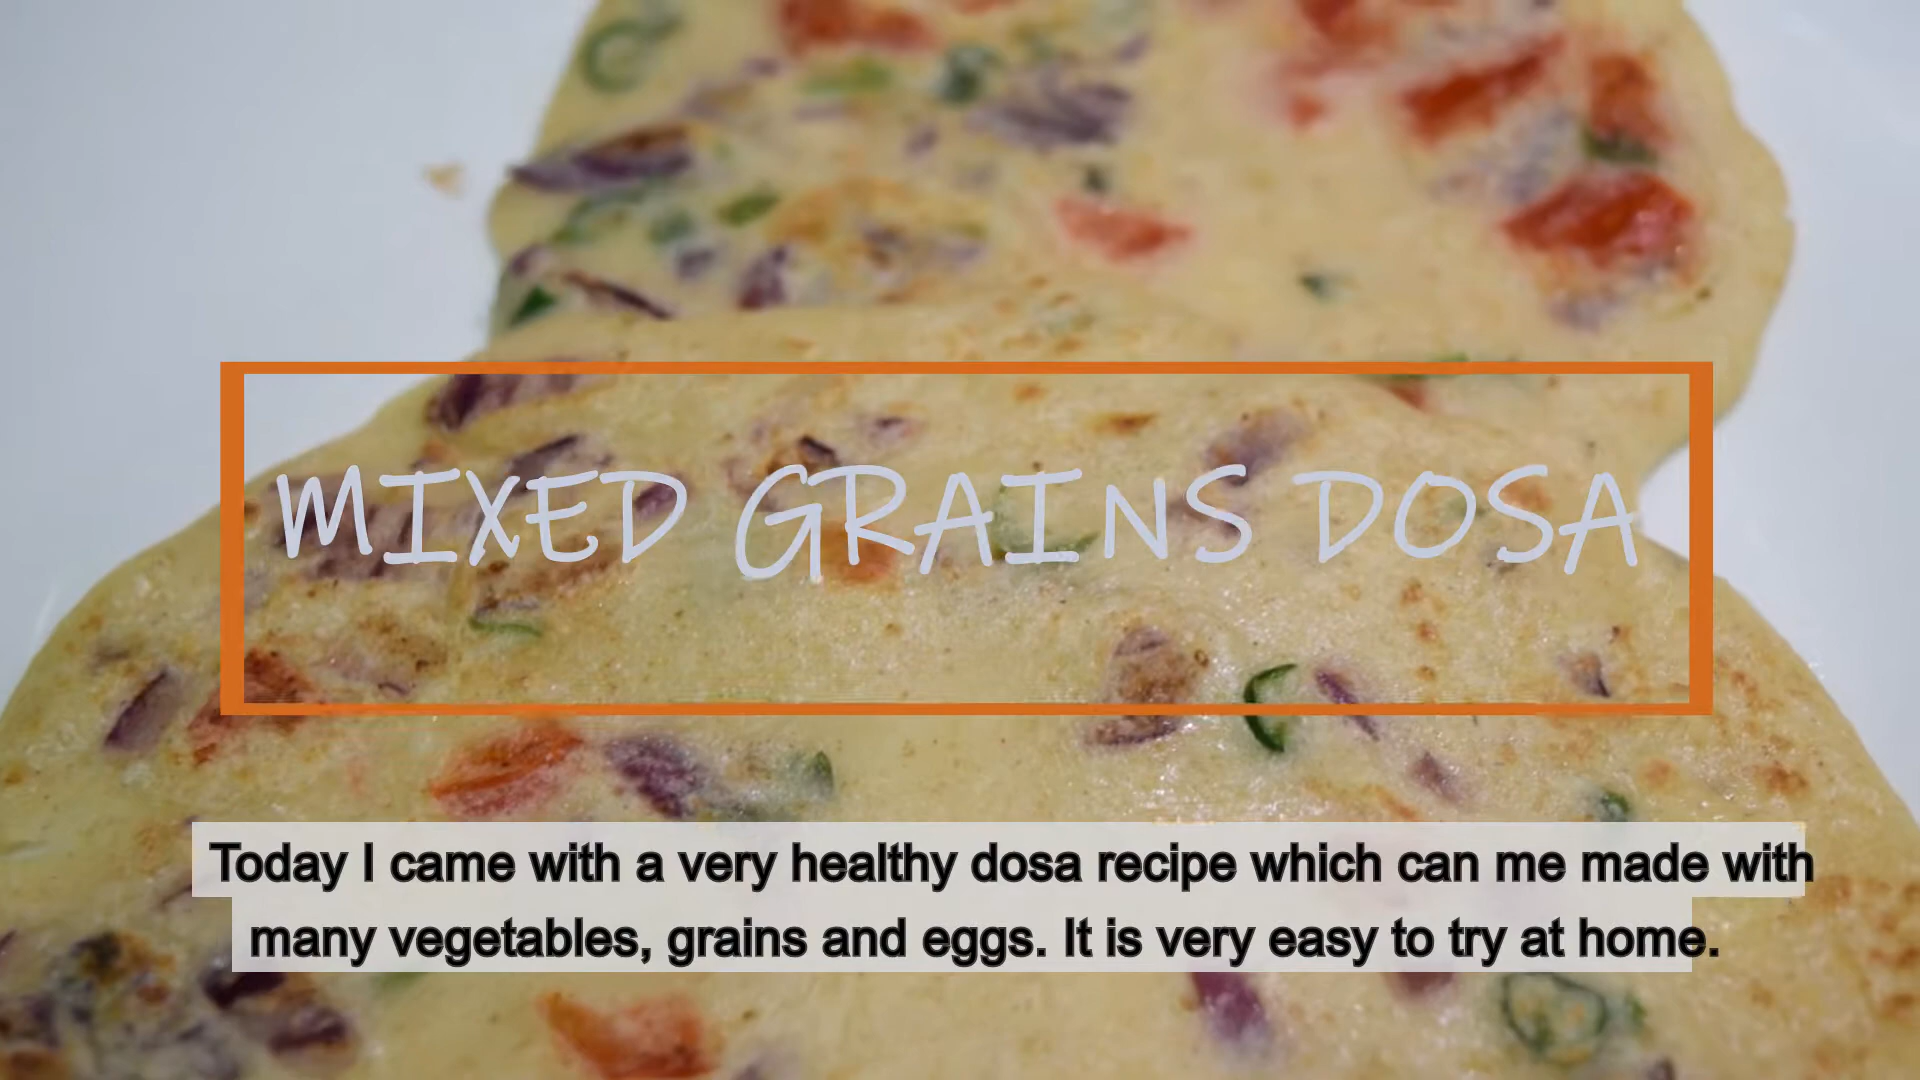 MIXED GRAINS DOSA
Today I came with a very healthy dosa recipe which can me made with
many vegetables, grains and eggs. It is very easy to try at home.